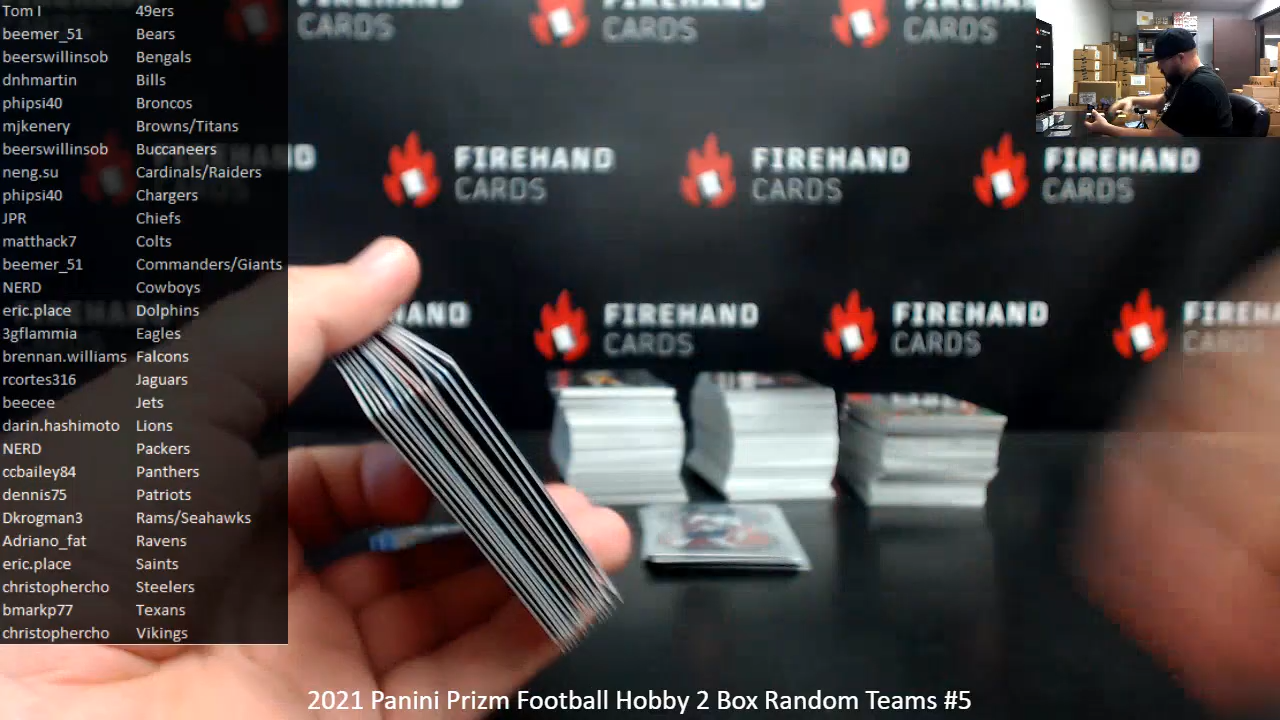 Tom I 49ers
beemer_51 Bears
beerswillinsob Bengals
dnhmartin Bills
phipsi40 Broncos
mjkenery Browns/Titans
beerswillinsob Buccaneers
neng.su Cardinals/Raiders
phipsi40 Chargers
JPR Chiefs
matthack7 Colts
beemer_51 Commanders/Giants
NERD Cowboys
eric.place Dolphins
3gflammia Eagles
brennan.williams Falcons
rcortes316 Jaguars
beecee Jets
darin.hashimoto Lions
NERD Packers
ccbailey84 Panthers
dennis75 Patriots
Dkrogman3 Rams/Seahawks
Adriano_fat Ravens
eric.place Saints
christophercho Steelers
bmarkp77 Texans
christophercho Vikings
CARDS
FIREHAND
CARDS
FIREHAND
CARDS
FIREHAND
CARDS
FIREHAND
CARDS
FIREHAND
CARDS
FIREHAND
CARDS
FIREHAND
CARDS
2021 Panini Prizm Football Hobby 2 Box Random Teams #5